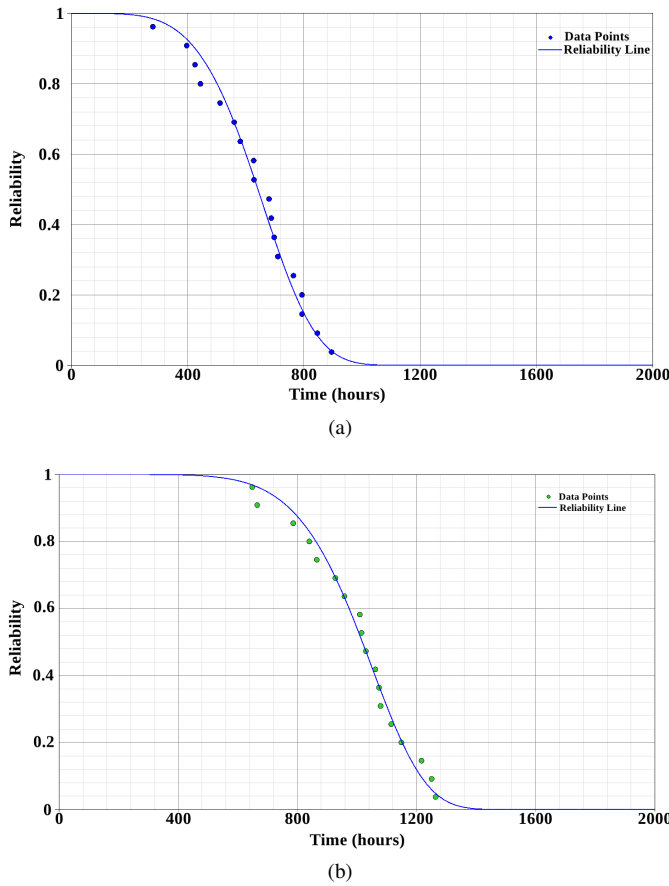 1
Data Points
Reliability Line
0.8
0.6
Reliability
0.4
0.2
0
0 400 800 1200 1600 2000
Time (hours)
(a)
1
Data Points
Reliability Line
0.8
0.6
Reliability
0.4
0.2
0
0 400 800 1200 1600 2000
Time (hours)
(b)